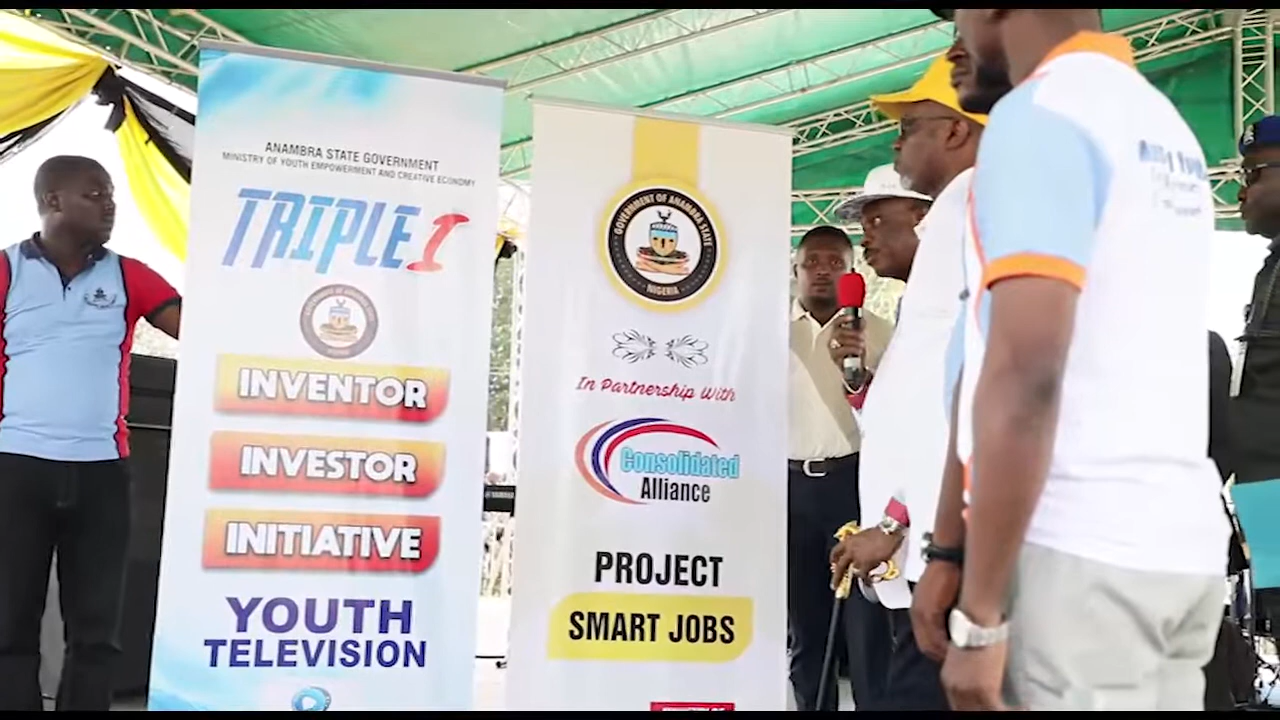 ANAMBRA STATE GOVERNMENT
MINISTRY OF YOUTH EMPOWERMENT AND CREATIVE ECONOMY
TRIPLE I
INVENTOR
INVESTOR
INITIATIVE
YOUTH
TELEVISION
GOVERNMENT OF ANAMBRA STATE
NIGERIA
In Partnership With
Consolidated
Alliance
PROJECT
SMART JOBS
YAMAHA